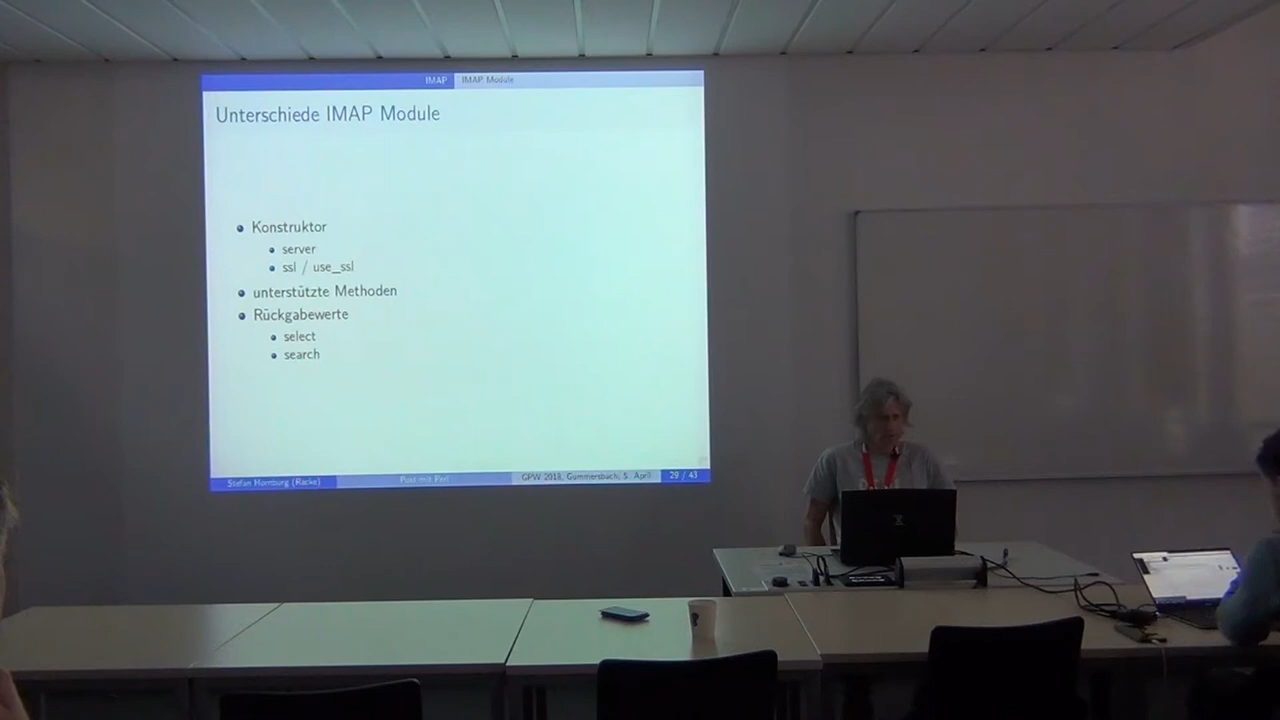 IMAP IMAP Module
Unterschiede IMAP Module
Konstruktor
server
ssl / use_ssl
unterstützte Methoden
Rückgabewerte
select
search
Stefan Hornburg (Racke) Post mit Perl GPW 2018, Gummersbach, 5. April 29 / 43